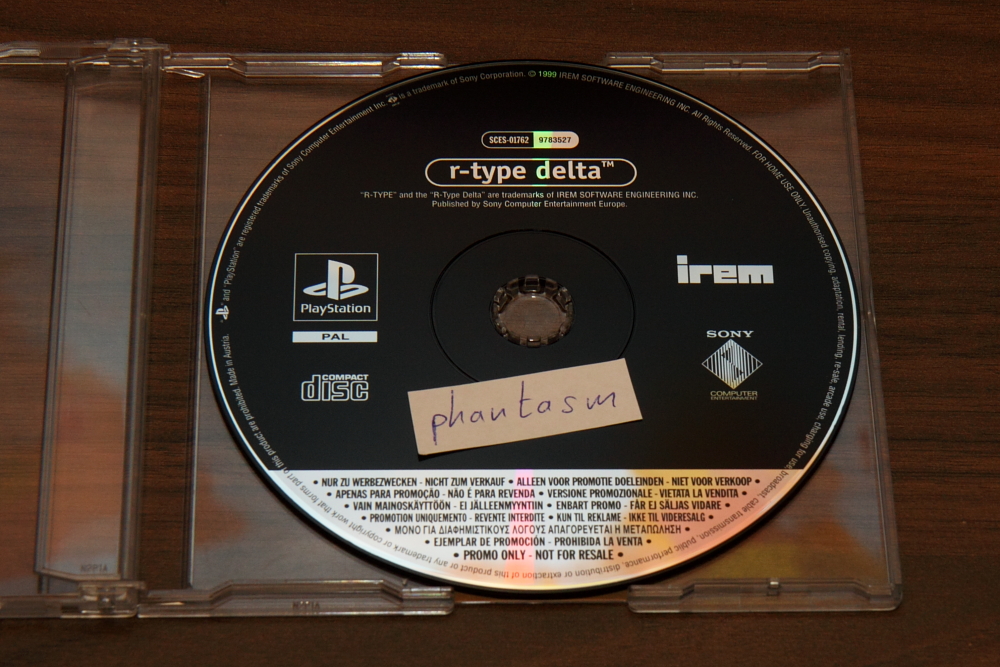 SCES-01762 9783527
r-type delta™
"R-TYPE" and the "R-Type Delta" are trademarks of IREM SOFTWARE ENGINEERING INC.
Published by Sony Computer Entertainment Europe.
PlayStation
PAL
COMPACT
disc
irem
SONY
COMPUTER
ENTERTAINMENT
phantasm
• NUR ZU WERBEZWECKEN - NICHT ZUM VERKAUF • ALLEEN VOOR PROMOTIE DOELEINDEN - NIET VOOR VERKOOP •
• APENAS PARA PROMOÇÃO - NÃO É PARA REVENDA • VERSIONE PROMOZIONALE - VIETATA LA VENDITA •
• VAIN MAINOSKÄYTTÖÖN - EI JÄLLEENMYYNTIIN • ENBART PROMO - FÅR EJ SÄLJAS VIDARE •
• PROMOTION UNIQUEMENT - REVENTE INTERDITE • KUN TIL REKLAME - IKKE TIL VIDERESALG •
• ΜΟΝΟ ΓΙΑ ΔΙΑΦΗΜΙΣΤΙΚΟΥΣ ΛΟΓΟΥΣ ΑΠΑΓΟΡΕΥΕΤΑΙ Η ΜΕΤΑΠΩΛΗΣΗ •
• EJEMPLAR DE PROMOCIÓN - PROHIBIDA LA VENTA •
• PROMO ONLY - NOT FOR RESALE •
and "PlayStation" are registered trademarks of Sony Computer Entertainment Inc. is a trademark of Sony Corporation. © 1999 IREM SOFTWARE ENGINEERING INC. All Rights Reserved. FOR HOME USE ONLY. Unauthorised copying, adaptation, rental, lending, re-sale, arcade use, charging for use, broadcast, cable transmission, public performance, distribution or extraction of this product or any trademark or copyright work that forms part of this product are prohibited. Made in Austria.